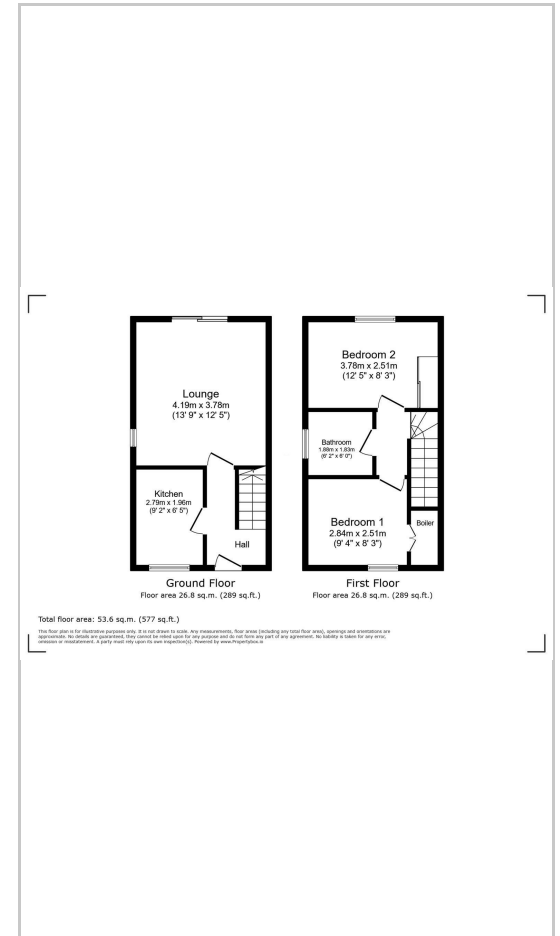 Lounge
4.19m x 3.78m
(13' 9" x 12' 5")
Kitchen
2.79m x 1.96m
(9' 2" x 6' 5")
Hall
Ground Floor
Floor area 26.8 sq.m. (289 sq.ft.)
Bedroom 2
3.78m x 2.51m
(12' 5" x 8' 3")
Bathroom
1.88m x 1.83m
(6' 2" x 6' 0")
Bedroom 1
2.84m x 2.51m
(9' 4" x 8' 3")
Boiler
First Floor
Floor area 26.8 sq.m. (289 sq.ft.)
Total floor area: 53.6 sq.m. (577 sq.ft.)
This floor plan is for illustrative purposes only. It is not drawn to scale. Any measurements, floor areas (including any total floor area), openings and orientations are
approximate. No details are guaranteed, they cannot be relied upon for any purpose and do not form any part of any agreement. No liability is taken for any error,
omission or misstatement. A party must rely upon its own inspection(s). Powered by www.Propertybox.io